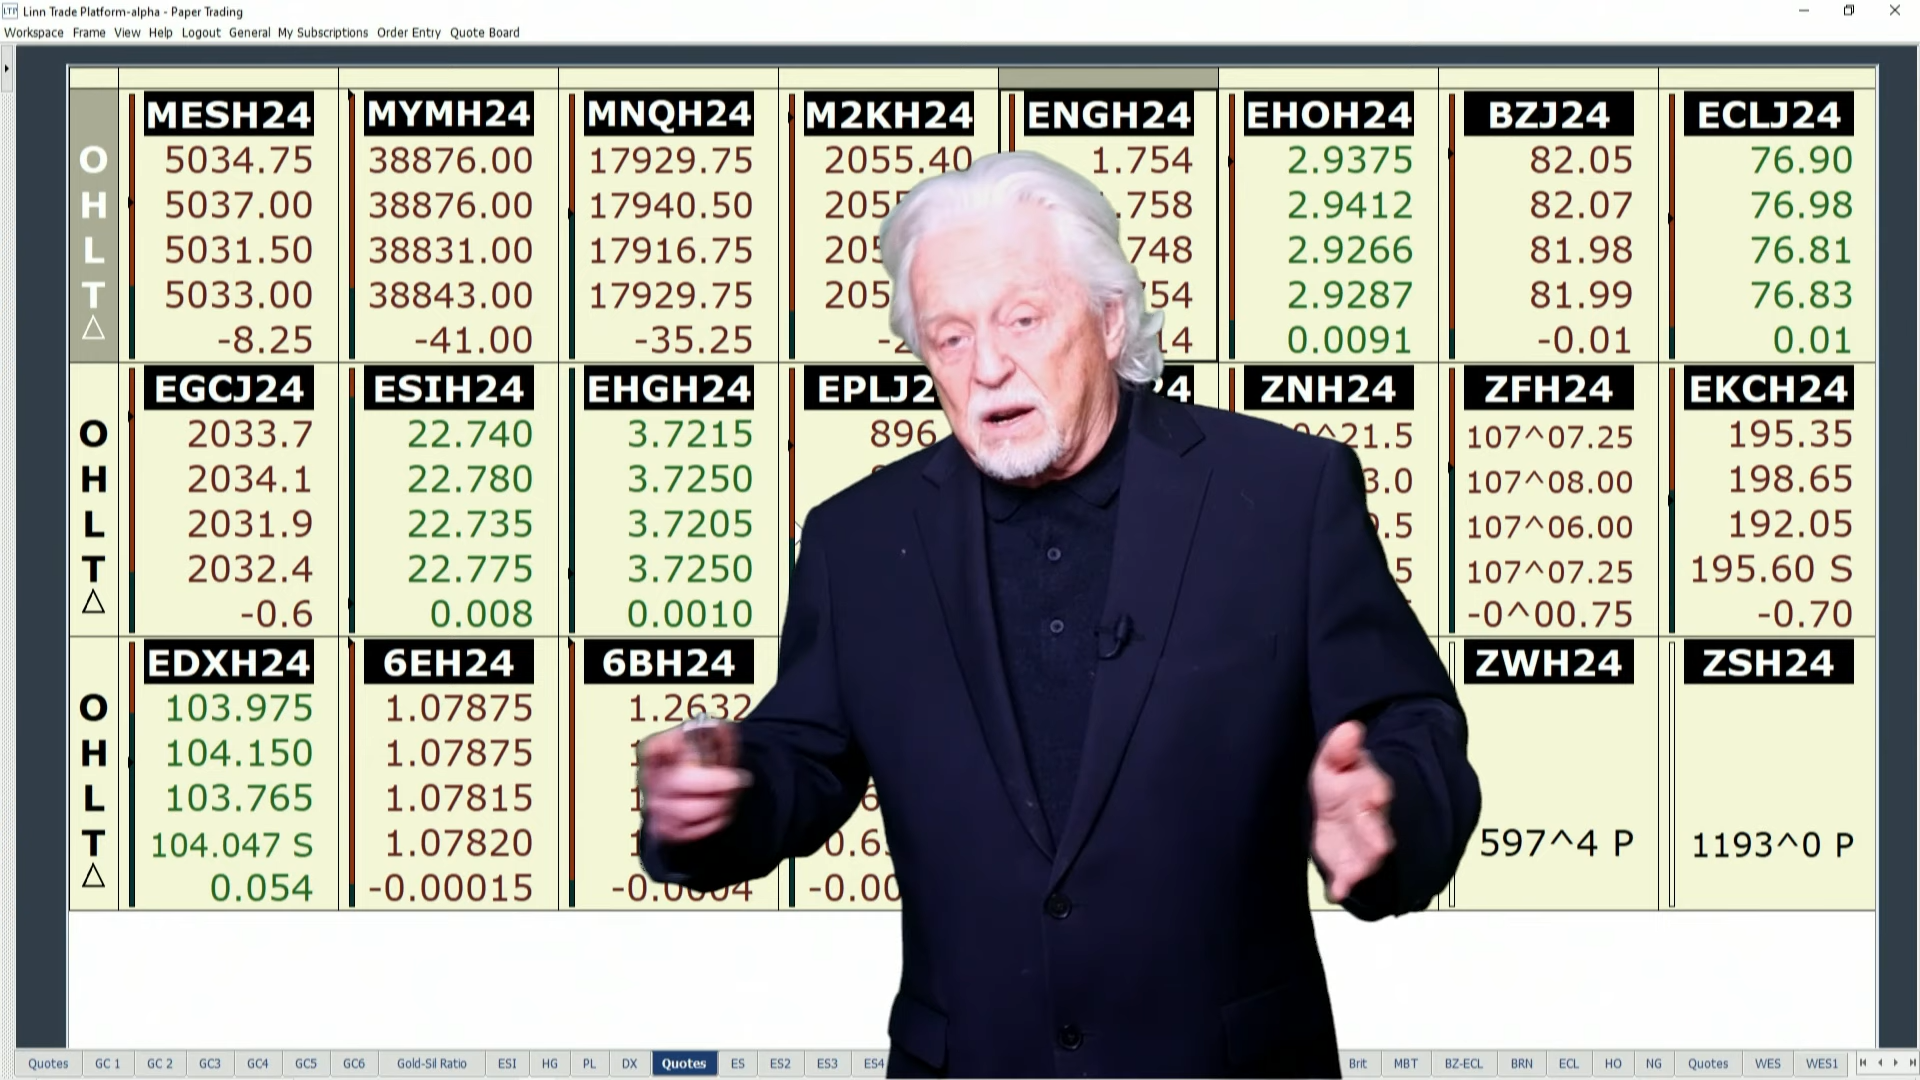 Linn Trade Platform-alpha - Paper Trading
Workspace Frame View Help Logout General My Subscriptions Order Entry Quote Board
MESH24 MYMH24 MNQH24 M2KH24 ENGH24 EHOH24 BZJ24 ECLJ24
O 5034.75 38876.00 17929.75 2055.40 1.754 2.9375 82.05 76.90
H 5037.00 38876.00 17940.50 2.9412 82.07 76.98
L 5031.50 38831.00 17916.75 2.9266 81.98 76.81
T 5033.00 38843.00 17929.75 2.9287 81.99 76.83
△ -8.25 -41.00 -35.25 0.0091 -0.01 0.01
EGCJ24 ESIH24 EHGH24 EPLJ2 ZNH24 ZFH24 EKCH24
O 2033.7 22.740 3.7215 896 ^21.5 107^07.25 195.35
H 2034.1 22.780 3.7250 107^08.00 198.65
L 2031.9 22.735 3.7205 107^06.00 192.05
T 2032.4 22.775 3.7250 107^07.25 195.60 S
△ -0.6 0.008 0.0010 -0^00.75 -0.70
EDXH24 6EH24 6BH24 ZWH24 ZSH24
O 103.975 1.07875 1.2632
H 104.150 1.07875
L 103.765 1.07815
T 104.047 S 1.07820 597^4 P 1193^0 P
△ 0.054 -0.00015 -0.0004 -0.00
Quotes GC 1 GC 2 GC3 GC4 GC5 GC6 Gold-Sil Ratio ESI HG PL DX Quotes ES ES2 ES3 ES4 Brit MBT BZ-ECL BRN ECL HO NG Quotes WES WES1